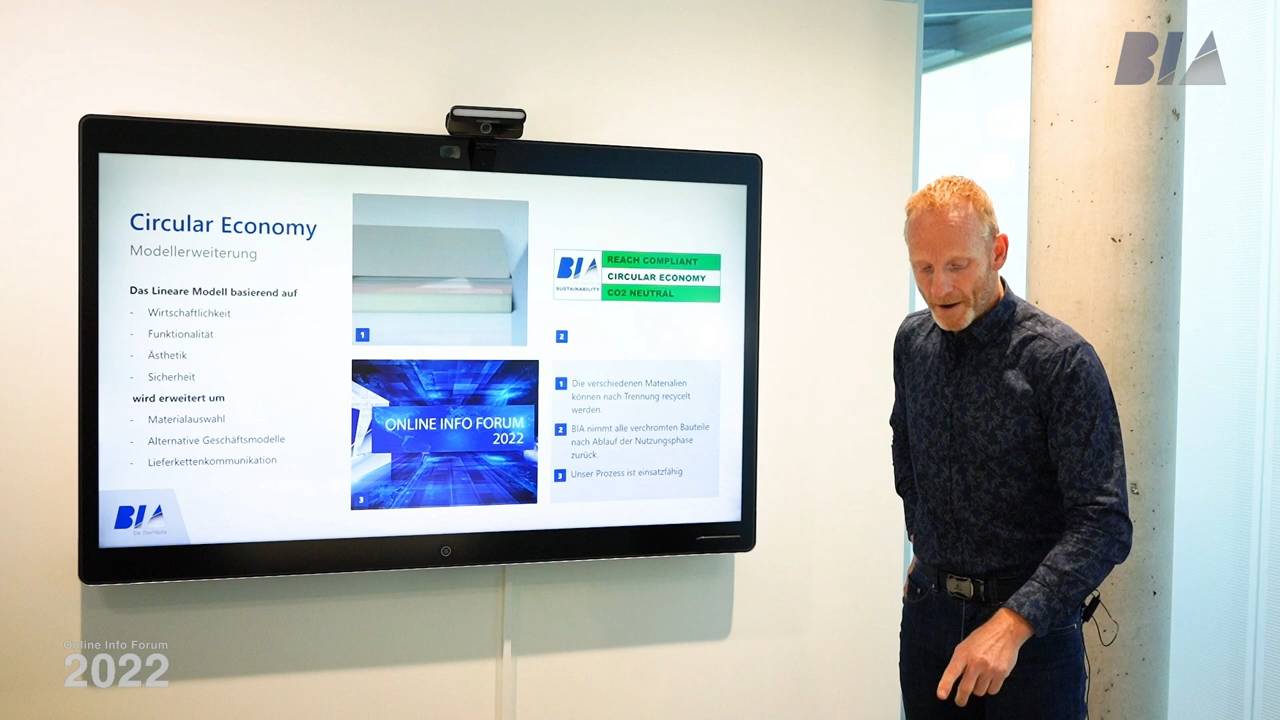 BIA
Circular Economy
Modellerweiterung
Das Lineare Modell basierend auf
- Wirtschaftlichkeit
- Funktionalität
- Ästhetik
- Sicherheit
wird erweitert um
- Materialauswahl
- Alternative Geschäftsmodelle
- Lieferkettenkommunikation
BIA
Die Oberfläche
1
ONLINE INFO FORUM
2022
3
BIA
SUSTAINABILITY
REACH COMPLIANT
CIRCULAR ECONOMY
CO2 NEUTRAL
2
1 Die verschiedenen Materialien
können nach Trennung recycelt
werden.
2 BIA nimmt alle verchromten Bauteile
nach Ablauf der Nutzungsphase
zurück.
3 Unser Prozess ist einsatzfähig
Online Info Forum
2022